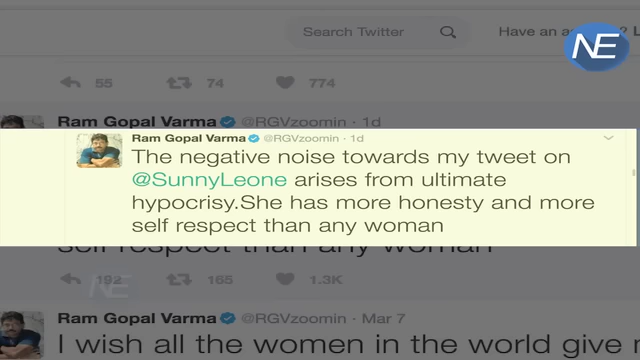 Search Twitter
Have an a
NE
55 74 774
Ram Gopal Varma @RGVzoomin · 1d
Ram Gopal Varma @RGVzoomin · 1d
The negative noise towards my tweet on
@SunnyLeone arises from ultimate
hypocrisy.She has more honesty and more
self respect than any woman
self respect than any woman
192 165 1.3K
NE
Ram Gopal Varma @RGVzoomin · Mar 7
I wish all the women in the world give